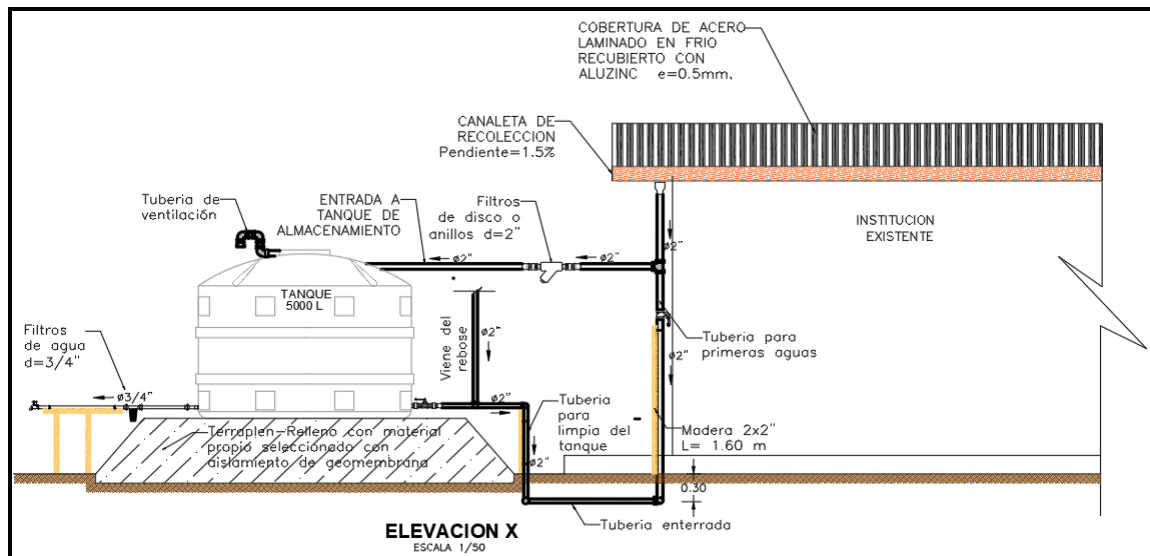 COBERTURA DE ACERO
LAMINADO EN FRIO
RECUBIERTO CON
ALUZINC e=0.5mm,
CANALETA DE
RECOLECCION
Pendiente=1.5%
Tuberia de
ventilación
ENTRADA A
TANQUE DE
ALMACENAMIENTO
Filtros
de disco o
anillos d=2"
INSTITUCION
EXISTENTE
ø2"
ø2"
ø2"
TANQUE
5000 L
Filtros
de agua
d=3/4"
Viene del
rebose
ø2"
Tuberia para
primeras aguas
ø2"
ø3/4"
ø2"
Tuberia
para
limpia del
tanque
Madera 2x2"
L= 1.60 m
Terraplen-Relleno con material
propio seleccionado con
aislamiento de geomembrana
ø2"
0.30
Tuberia enterrada
ELEVACION X
ESCALA 1/50